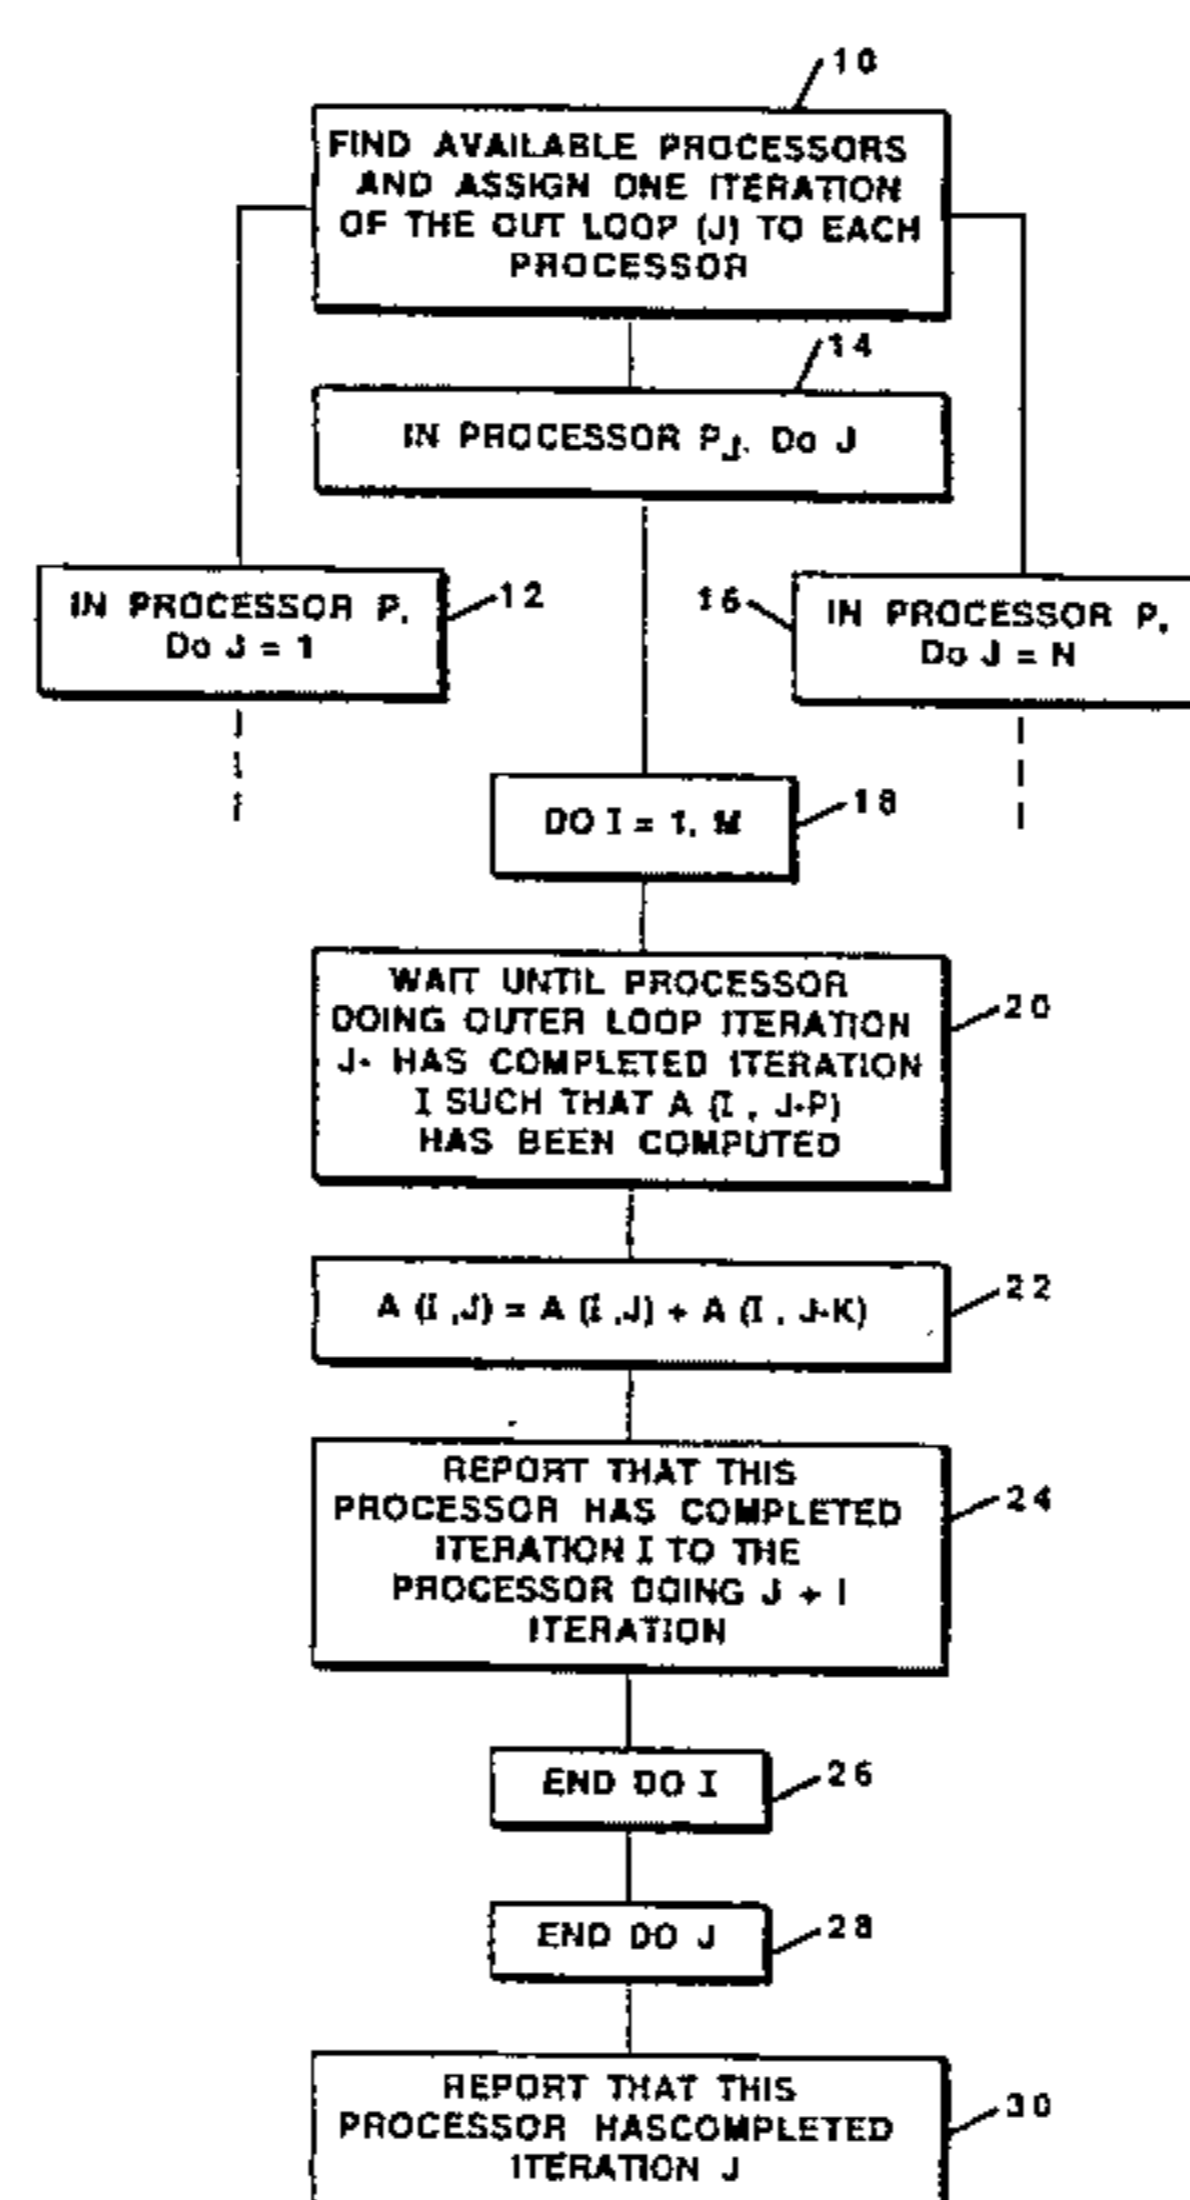 10
FIND AVAILABLE PROCESSORS
AND ASSIGN ONE ITERATION
OF THE OUT LOOP (J) TO EACH
PROCESSOR
14
IN PROCESSOR PJ. Do J
IN PROCESSOR P.
Do J = 1
12
16
IN PROCESSOR P.
Do J = N
DO I = 1, M
18
WAIT UNTIL PROCESSOR
DOING OUTER LOOP ITERATION
J- HAS COMPLETED ITERATION
I SUCH THAT A (I , J-P)
HAS BEEN COMPUTED
20
A (I ,J) = A (I ,J) + A (I , J-K)
22
REPORT THAT THIS
PROCESSOR HAS COMPLETED
ITERATION I TO THE
PROCESSOR DOING J + I
ITERATION
24
END DO I
26
END DO J
28
REPORT THAT THIS
PROCESSOR HASCOMPLETED
ITERATION J
30